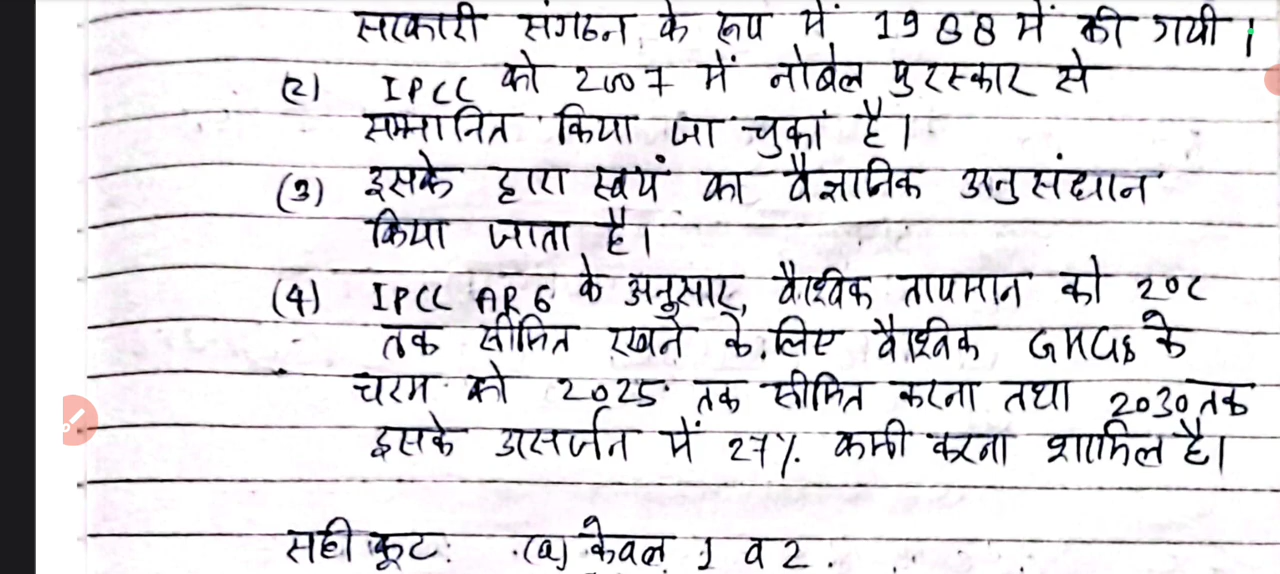 सरकारी संगठन के रूप में 1988 में की गयी।
(2) IPCC को 2007 में नोबेल पुरस्कार से
सम्मानित किया जा चुका है।
(3) इसके द्वारा स्वयं का वैज्ञानिक अनुसंधान
किया जाता है।
(4) IPCC AR6 के अनुसार, वैश्विक तापमान को 2०C
तक सीमित रखने के लिए वैश्विक GHGs के
चरम को 2025 तक सीमित करना तथा 2030 तक
इसके उत्सर्जन में 27% कमी करना शामिल है।
सही कूट: (a) केवल 1 व 2.